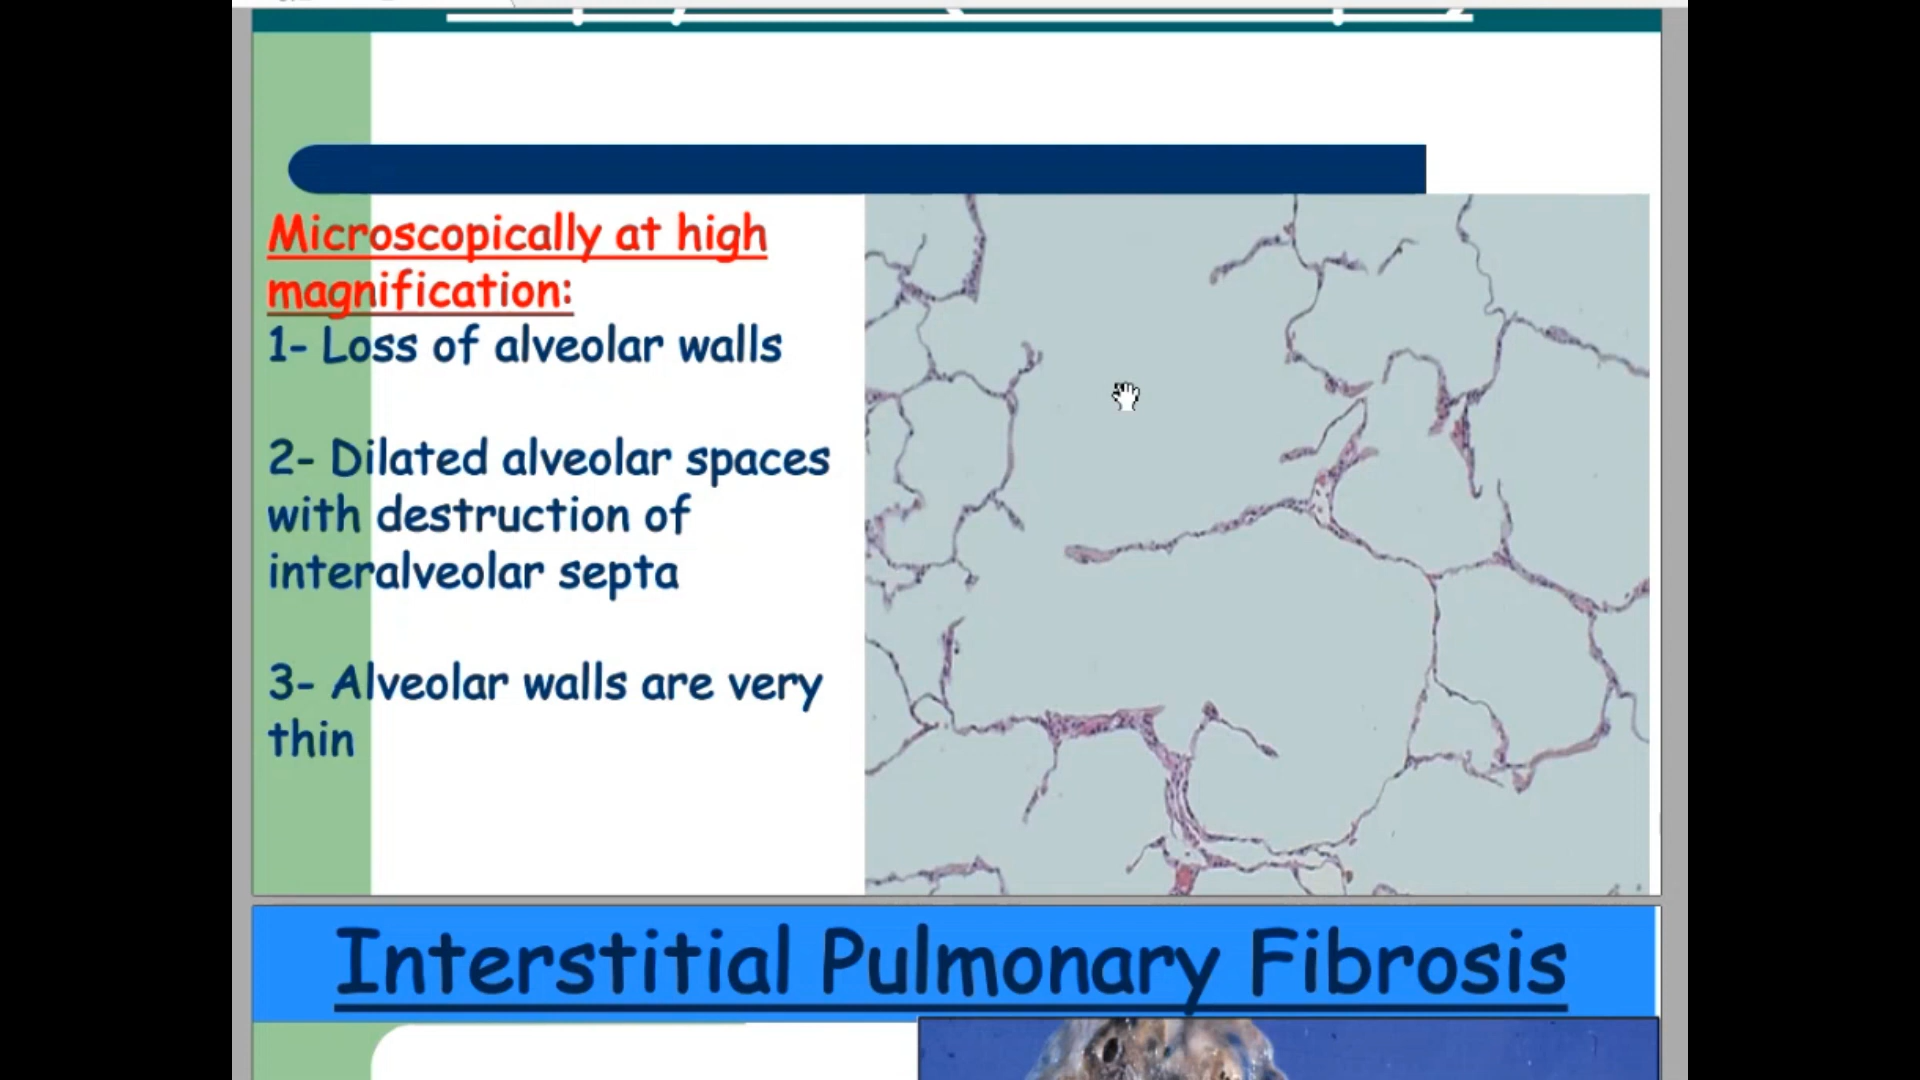 Microscopically at high
magnification:
1- Loss of alveolar walls
2- Dilated alveolar spaces
with destruction of
interalveolar septa
3- Alveolar walls are very
thin
Interstitial Pulmonary Fibrosis